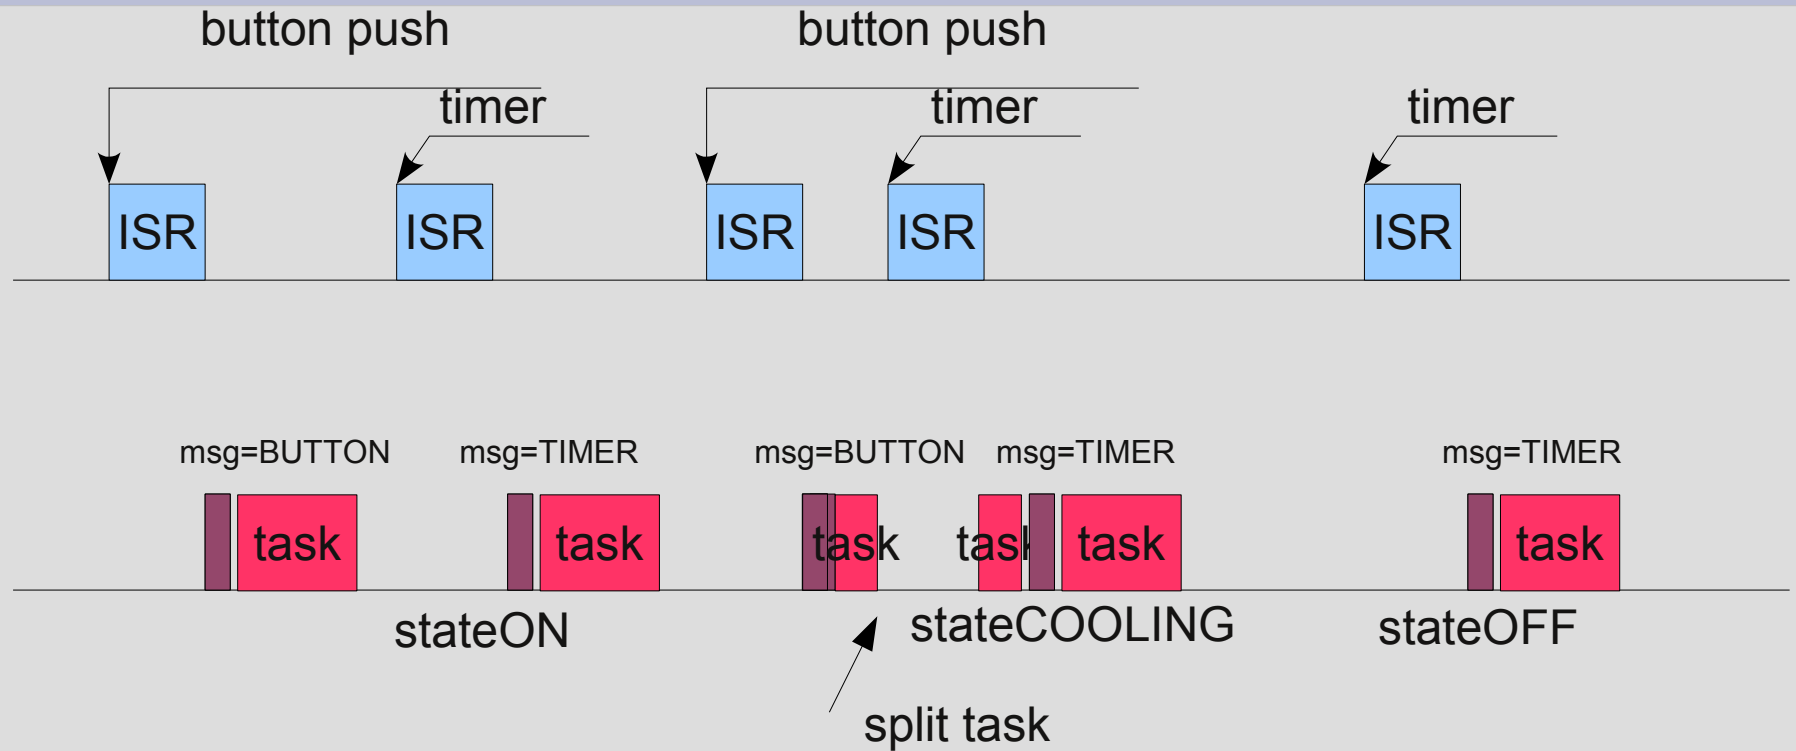 button push
button push
timer
timer
timer
ISR
ISR
ISR
ISR
ISR
msg=BUTTON
msg=TIMER
msg=BUTTON
msg=TIMER
msg=TIMER
task
task
task
task
task
task
stateON
stateCOOLING
stateOFF
split task